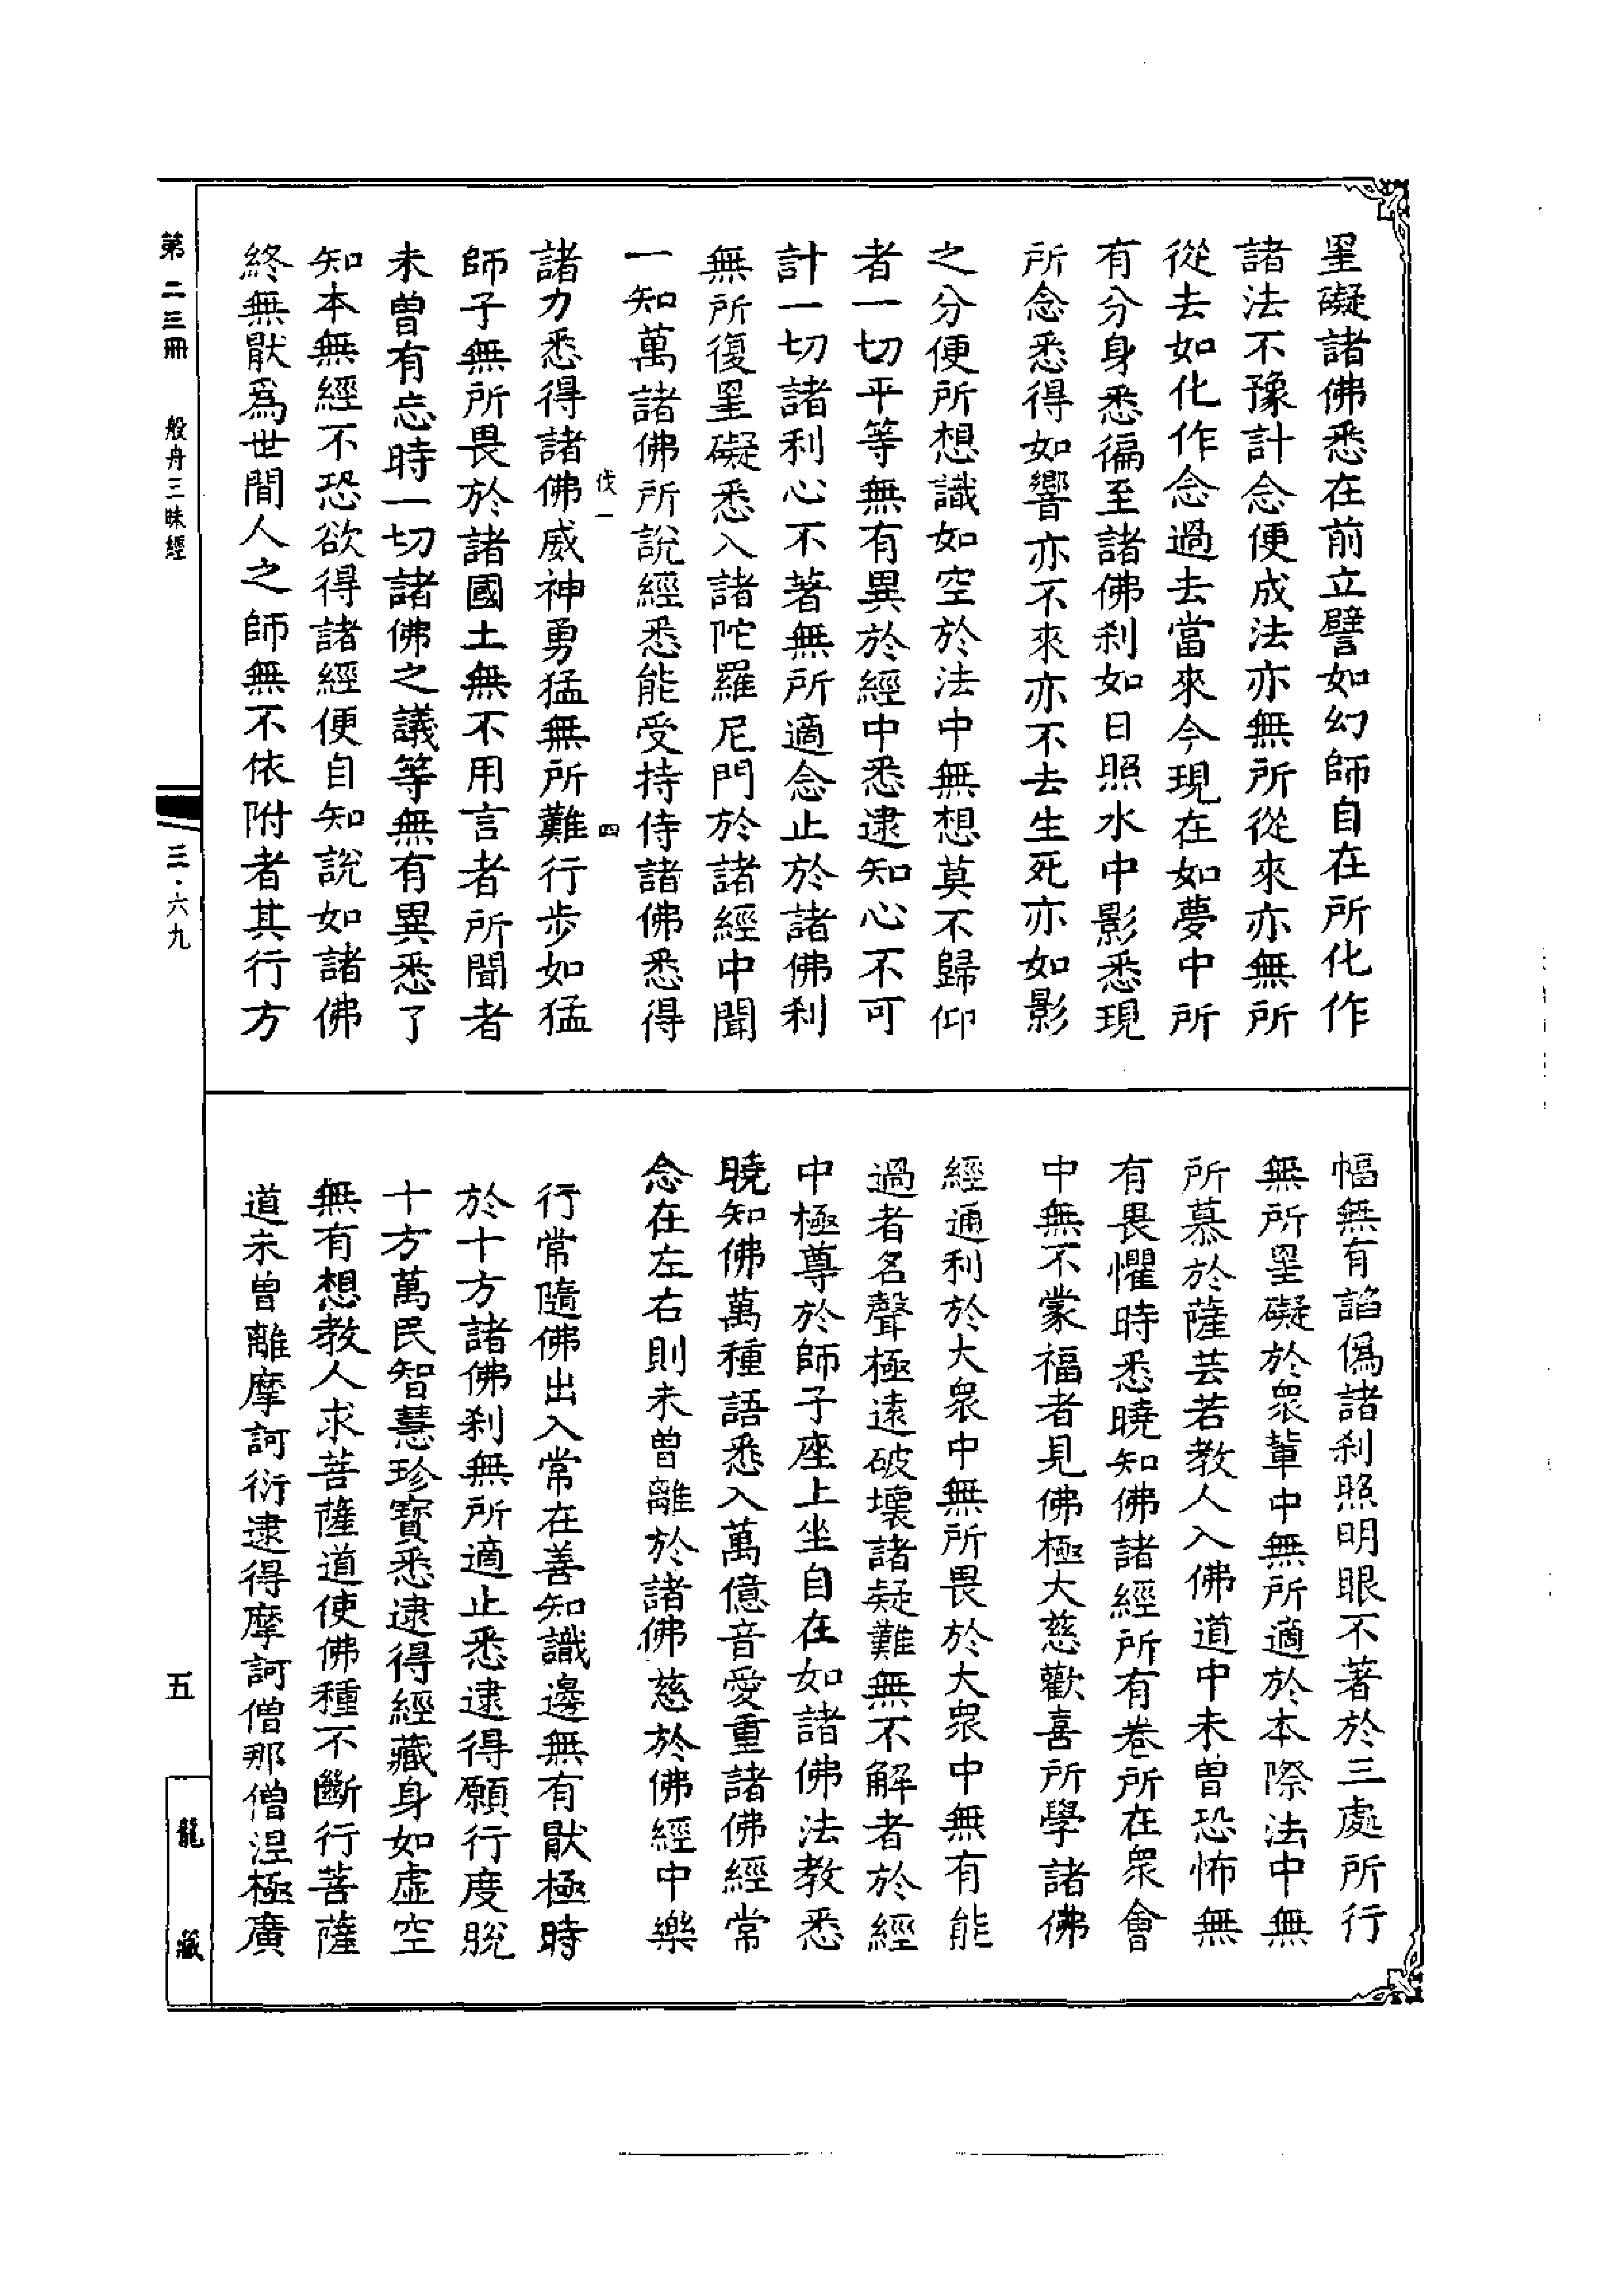 罣礙諸佛悉在前立譬如幻師自在所化作
諸法不豫計念便成法亦無所從來亦無所
從去如化作念過去當來今現在如夢中所
有分身悉徧至諸佛刹如日照水中影悉現
所念悉得如響亦不來亦不去生死亦如影
之分便所想識如空於法中無想莫不歸仰
者一切平等無有異於經中悉逮知心不可
計一切諸利心不著無所適念止於諸佛刹
無所復罣礙悉入諸陀羅尼門於諸經中聞
一知萬諸佛所說經悉能受持侍諸佛悉得
伐一 四
諸力悉得諸佛威神勇猛無所難行步如猛
師子無所畏於諸國土無不用言者所聞者
未曾有忘時一切諸佛之議等無有異悉了
知本無經不恐欲得諸經便自知說如諸佛
終無厭爲世間人之師無不依附者其行方
幅無有諂僞諸刹照明眼不著於三處所行
無所罣礙於衆輩中無所適於本際法中無
所慕於薩芸若教人入佛道中未曾恐怖無
有畏懼時悉曉知佛諸經所有卷所在衆會
中無不蒙福者見佛極大慈歡喜所學諸佛
經通利於大衆中無所畏於大衆中無有能
過者名聲極遠破壞諸疑難無不解者於經
中極尊於師子座上坐自在如諸佛法教悉
曉知佛萬種語悉入萬億音愛重諸佛經常
念在左右則未曾離於諸佛慈於佛經中樂
行常隨佛出入常在善知識邊無有厭極時
於十方諸佛刹無所適止悉逮得願行度脫
十方萬民智慧珍寶悉逮得經藏身如虛空
無有想教人求菩薩道使佛種不斷行菩薩
道未曾離摩訶衍逮得摩訶僧那僧涅極廣
第二三冊 般舟三昧經 三·六九 五 龍藏